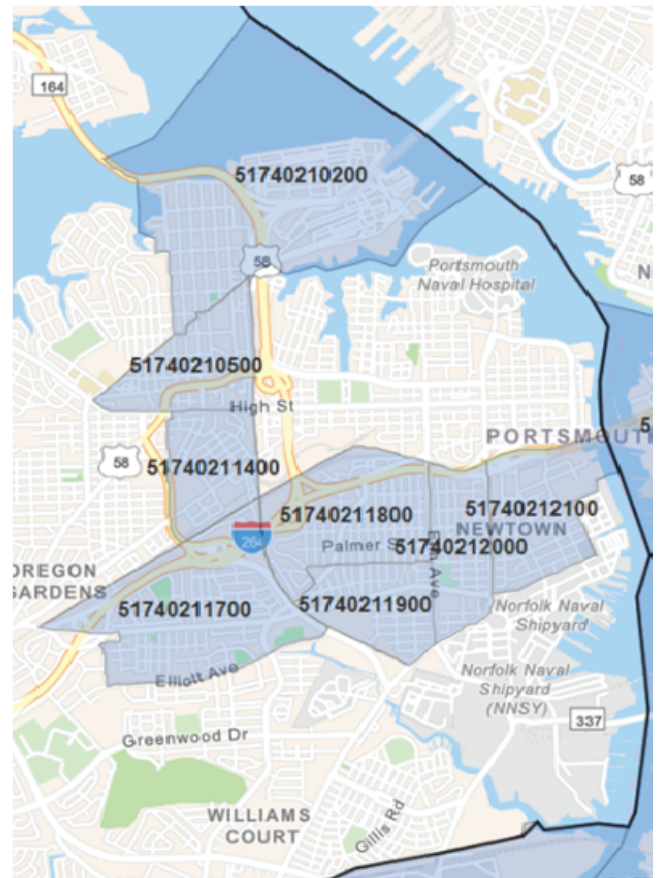 164
51740210200
58
58
Portsmouth
Naval Hospital
51740210500
High St
PORTSMOUTH
58
51740211400
51740211800
51740212100
NEWTOWN
264
Palmer S
51740212000
Ave
OREGON
GARDENS
51740211700
51740211900
Norfolk Naval
Shipyard
Elliott Ave
Norfolk Naval
Shipyard
(NNSY)
337
Greenwood Dr
WILLIAMS
COURT
Gillis Rd